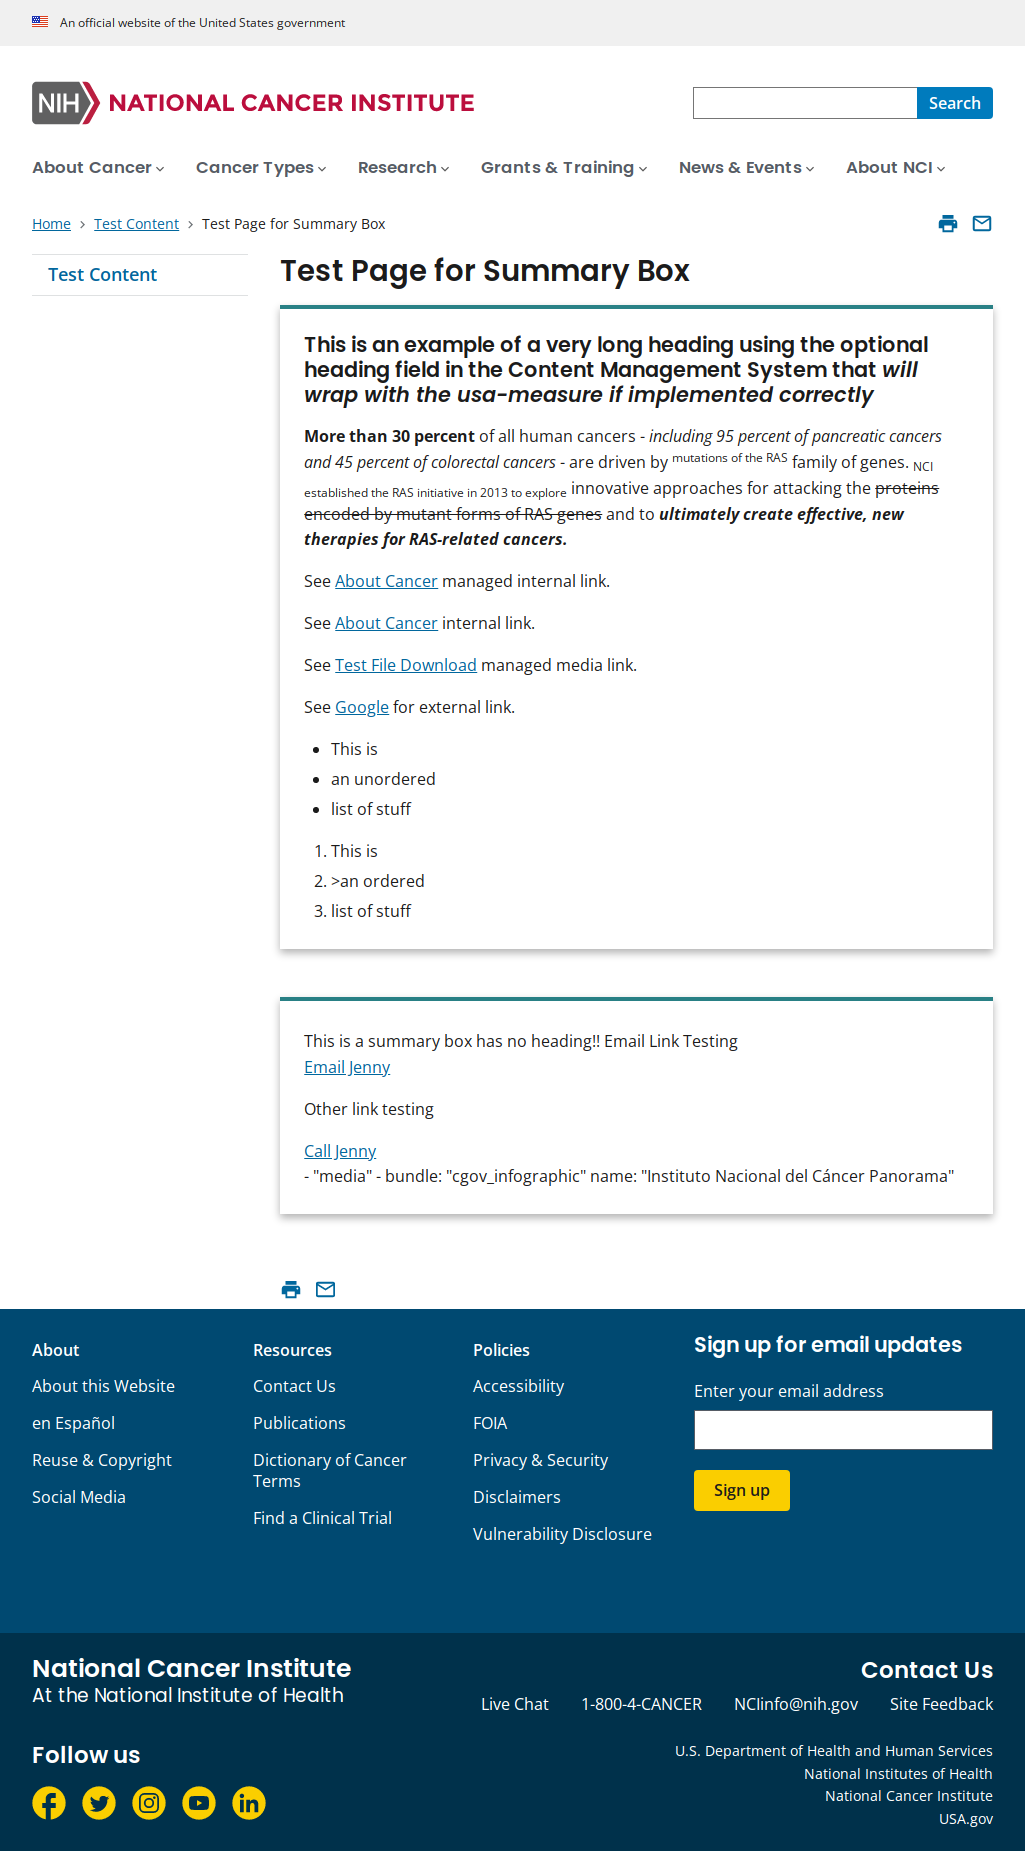 An official website of the United States government
NIH NATIONAL CANCER INSTITUTE
Search
About Cancer Cancer Types Research Grants & Training News & Events About NCI
Home Test Content Test Page for Summary Box
Test Content
Test Page for Summary Box
This is an example of a very long heading using the optional
heading field in the Content Management System that will
wrap with the usa-measure if implemented correctly
More than 30 percent of all human cancers - including 95 percent of pancreatic cancers
and 45 percent of colorectal cancers - are driven by mutations of the RAS family of genes. NCI
established the RAS initiative in 2013 to explore innovative approaches for attacking the proteins
encoded by mutant forms of RAS genes and to ultimately create effective, new
therapies for RAS-related cancers.
See About Cancer managed internal link.
See About Cancer internal link.
See Test File Download managed media link.
See Google for external link.
• This is
• an unordered
• list of stuff
1. This is
2. >an ordered
3. list of stuff
This is a summary box has no heading!! Email Link Testing
Email Jenny
Other link testing
Call Jenny
- "media" - bundle: "cgov_infographic" name: "Instituto Nacional del Cáncer Panorama"
About
About this Website
en Español
Reuse & Copyright
Social Media
Resources
Contact Us
Publications
Dictionary of Cancer
Terms
Find a Clinical Trial
Policies
Accessibility
FOIA
Privacy & Security
Disclaimers
Vulnerability Disclosure
Sign up for email updates
Enter your email address
Sign up
National Cancer Institute
At the National Institute of Health
Contact Us
Live Chat 1-800-4-CANCER NCIinfo@nih.gov Site Feedback
Follow us
U.S. Department of Health and Human Services
National Institutes of Health
National Cancer Institute
USA.gov